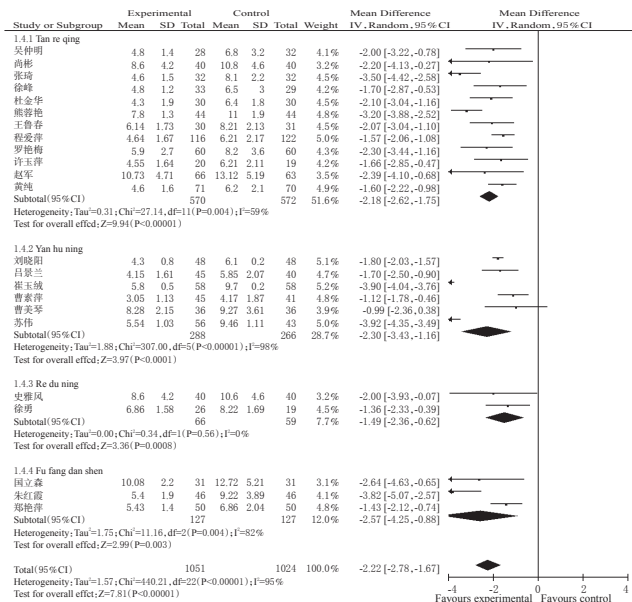 Experimental Control Mean Difference Mean Difference
Study or Subgroup Mean SD Total Mean SD Total Weight IV, Random, 95%CI IV, Random, 95%CI
1.4.1 Tan re qing
吴仲明 4.8 1.4 28 6.8 3.2 32 4.1% -2.00 [-3.22,-0.78]
尚彬 8.6 4.2 40 10.8 4.6 40 2.9% -2.20 [-4.13,-0.27]
张琦 4.6 1.5 32 8.1 2.2 32 4.5% -3.50 [-4.42,-2.58]
徐峰 4.8 1.2 33 6.5 3 29 4.2% -1.70 [-2.87,-0.53]
杜金华 4.3 1.9 30 6.4 1.8 30 4.4% -2.10 [-3.04,-1.16]
熊蓉艳 7.8 1.3 44 11 1.9 44 4.7% -3.20 [-3.88,-2.52]
王鲁春 6.14 1.73 30 8.21 2.13 31 4.4% -2.07 [-3.04,-1.10]
程爱萍 4.64 1.67 116 6.21 2.17 122 4.9% -1.57 [-2.06,-1.08]
罗艳梅 5.9 2.7 60 8.2 3.6 60 4.2% -2.30 [-3.44,-1.16]
许玉萍 4.55 1.64 20 6.21 2.11 19 4.1% -1.66 [-2.85,-0.47]
赵军 10.73 4.71 66 13.12 5.19 63 3.2% -2.39 [-4.10,-0.68]
黄纯 4.6 1.6 71 6.2 2.1 70 4.8% -1.60 [-2.22,-0.98]
Subtotal(95%CI) 570 572 51.6% -2.18 [-2.62,-1.75]
Heterogeneity;Tau²=0.31;Chi²=27.14,df=11(P=0.004);I²=59%
Test for overall effcd;Z=9.94(P<0.00001)
1.4.2 Yan hu ning
刘晓阳 4.3 0.8 48 6.1 0.2 48 5.0% -1.80 [-2.03,-1.57]
吕景兰 4.15 1.61 45 5.85 2.07 40 4.6% -1.70 [-2.50,-0.90]
崔玉绒 5.8 0.5 58 9.7 0.2 58 5.0% -3.90 [-4.04,-3.76]
曹素萍 3.05 1.13 45 4.17 1.87 41 4.7% -1.12 [-1.78,-0.46]
曹美琴 8.28 2.15 36 9.27 3.61 36 3.9% -0.99 [-2.36,0.38]
苏伟 5.54 1.03 56 9.46 1.11 43 5.0% -3.92 [-4.35,-3.49]
Subtotal(95%CI) 288 266 28.7% -2.30 [-3.43,-1.16]
Heterogeneity;Tau²=1.88;Chi²=307.00,df=5(P<0.00001);I²=98%
Test for overall effcd;Z=3.97(P<0.0001)
1.4.3 Re du ning
史雅风 8.6 4.2 40 10.6 4.6 40 2.9% -2.00 [-3.93,-0.07]
徐勇 6.86 1.58 26 8.22 1.69 19 4.4% -1.36 [-2.33,-0.39]
Subtotal(95%CI) 66 59 7.7% -1.49 [-2.36,-0.62]
Heterogeneity;Tau²=0.00;Chi²=0.34,df=1(P=0.56);I²=0%
Test for overall effcd;Z=3.36(P=0.0008)
1.4.4 Fu fang dan shen
国立森 10.08 2.2 31 12.72 5.21 31 2.8% -2.64 [-4.63,-0.65]
朱红霞 5.4 1.9 46 9.22 3.89 46 4.1% -3.82 [-5.07,-2.57]
郑艳萍 5.43 1.4 50 6.86 2.04 50 4.7% -1.43 [-2.12,-0.74]
Subtotal(95%CI) 127 127 12.0% -2.57 [-4.25,-0.88]
Heterogeneity;Tau²=1.75;Chi²=11.16,df=2(P=0.004);I²=82%
Test for overall effcd;Z=2.99(P=0.003)
Total(95%CI) 1051 1024 100.0% -2.22 [-2.78,-1.67]
Heterogeneity;Tau²=1.57;Chi²=440.21,df=22(P<0.00001);I²=95%
Test for overall effct;Z=7.81(P<0.00001)
-4 -2 0 2 4
Favours experimental Favours control